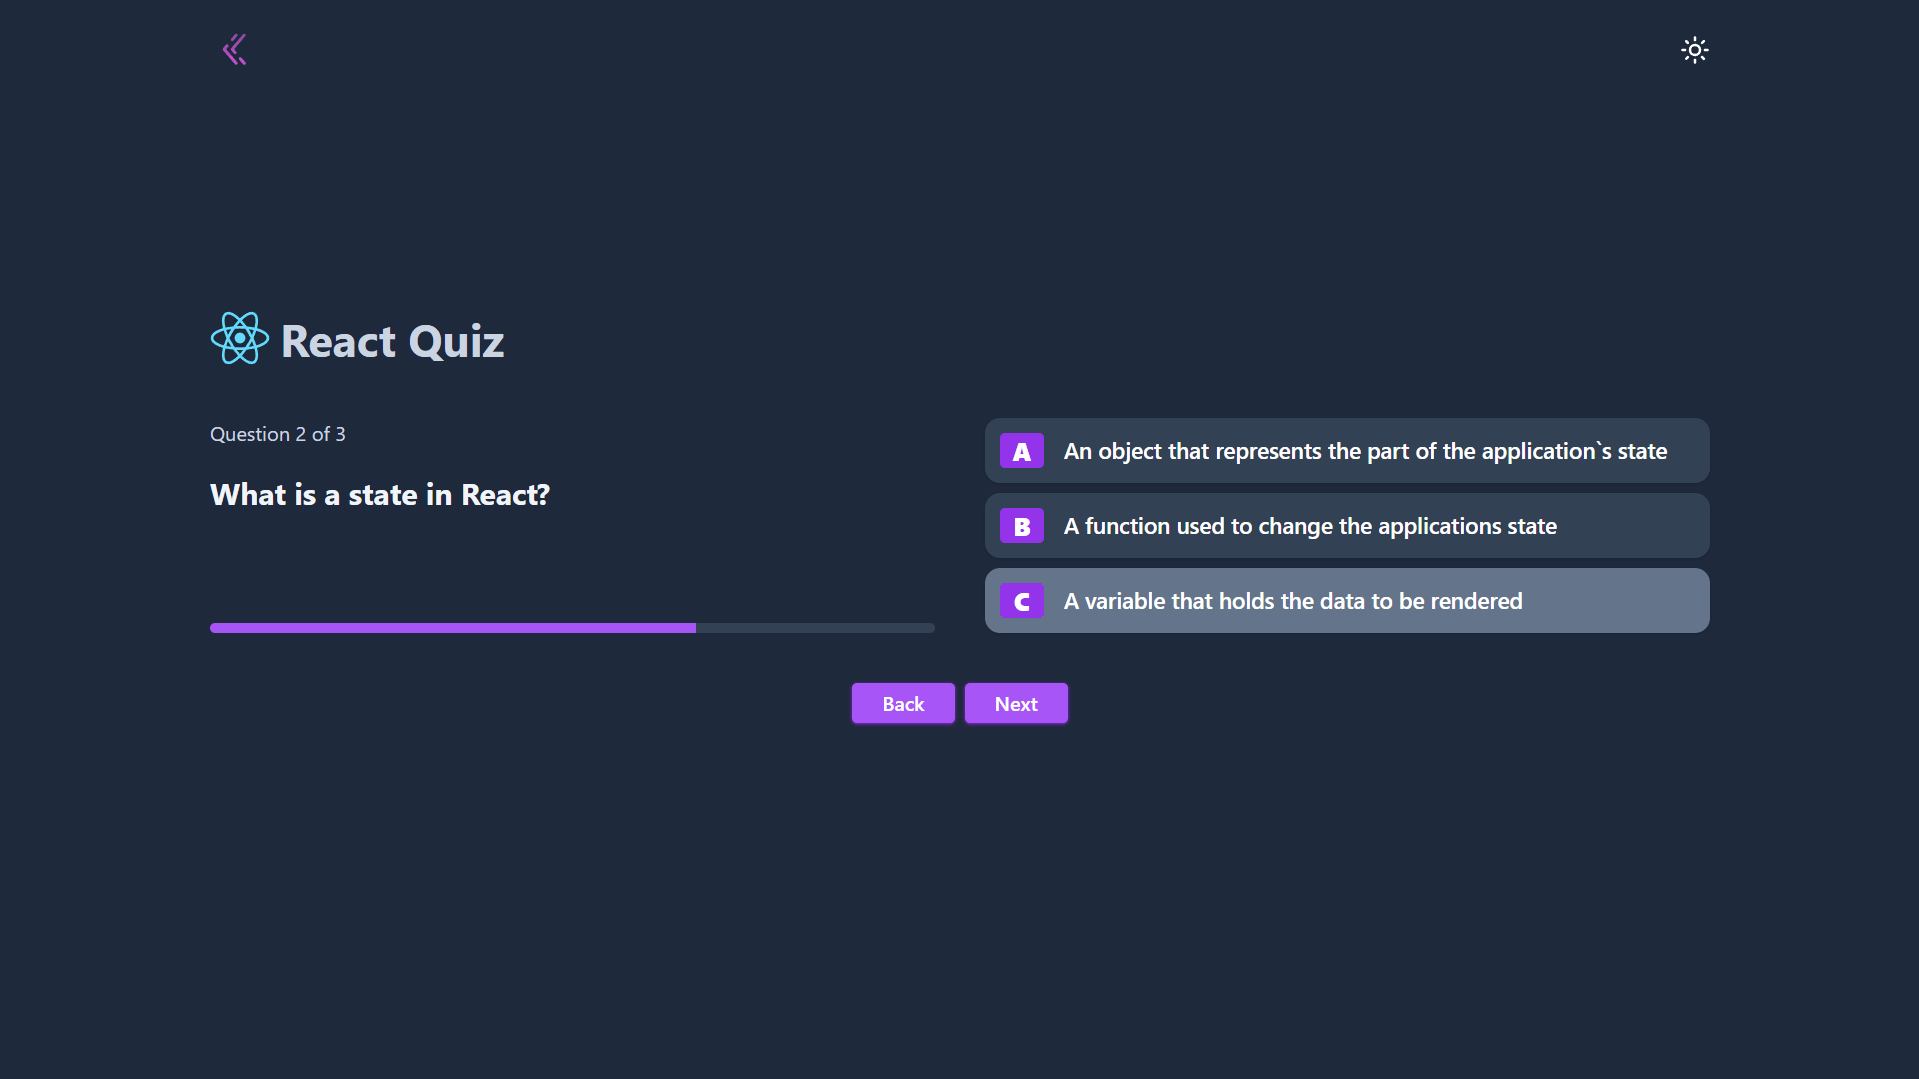 React Quiz
Question 2 of 3
What is a state in React?
A An object that represents the part of the application`s state
B A function used to change the applications state
C A variable that holds the data to be rendered
Back Next